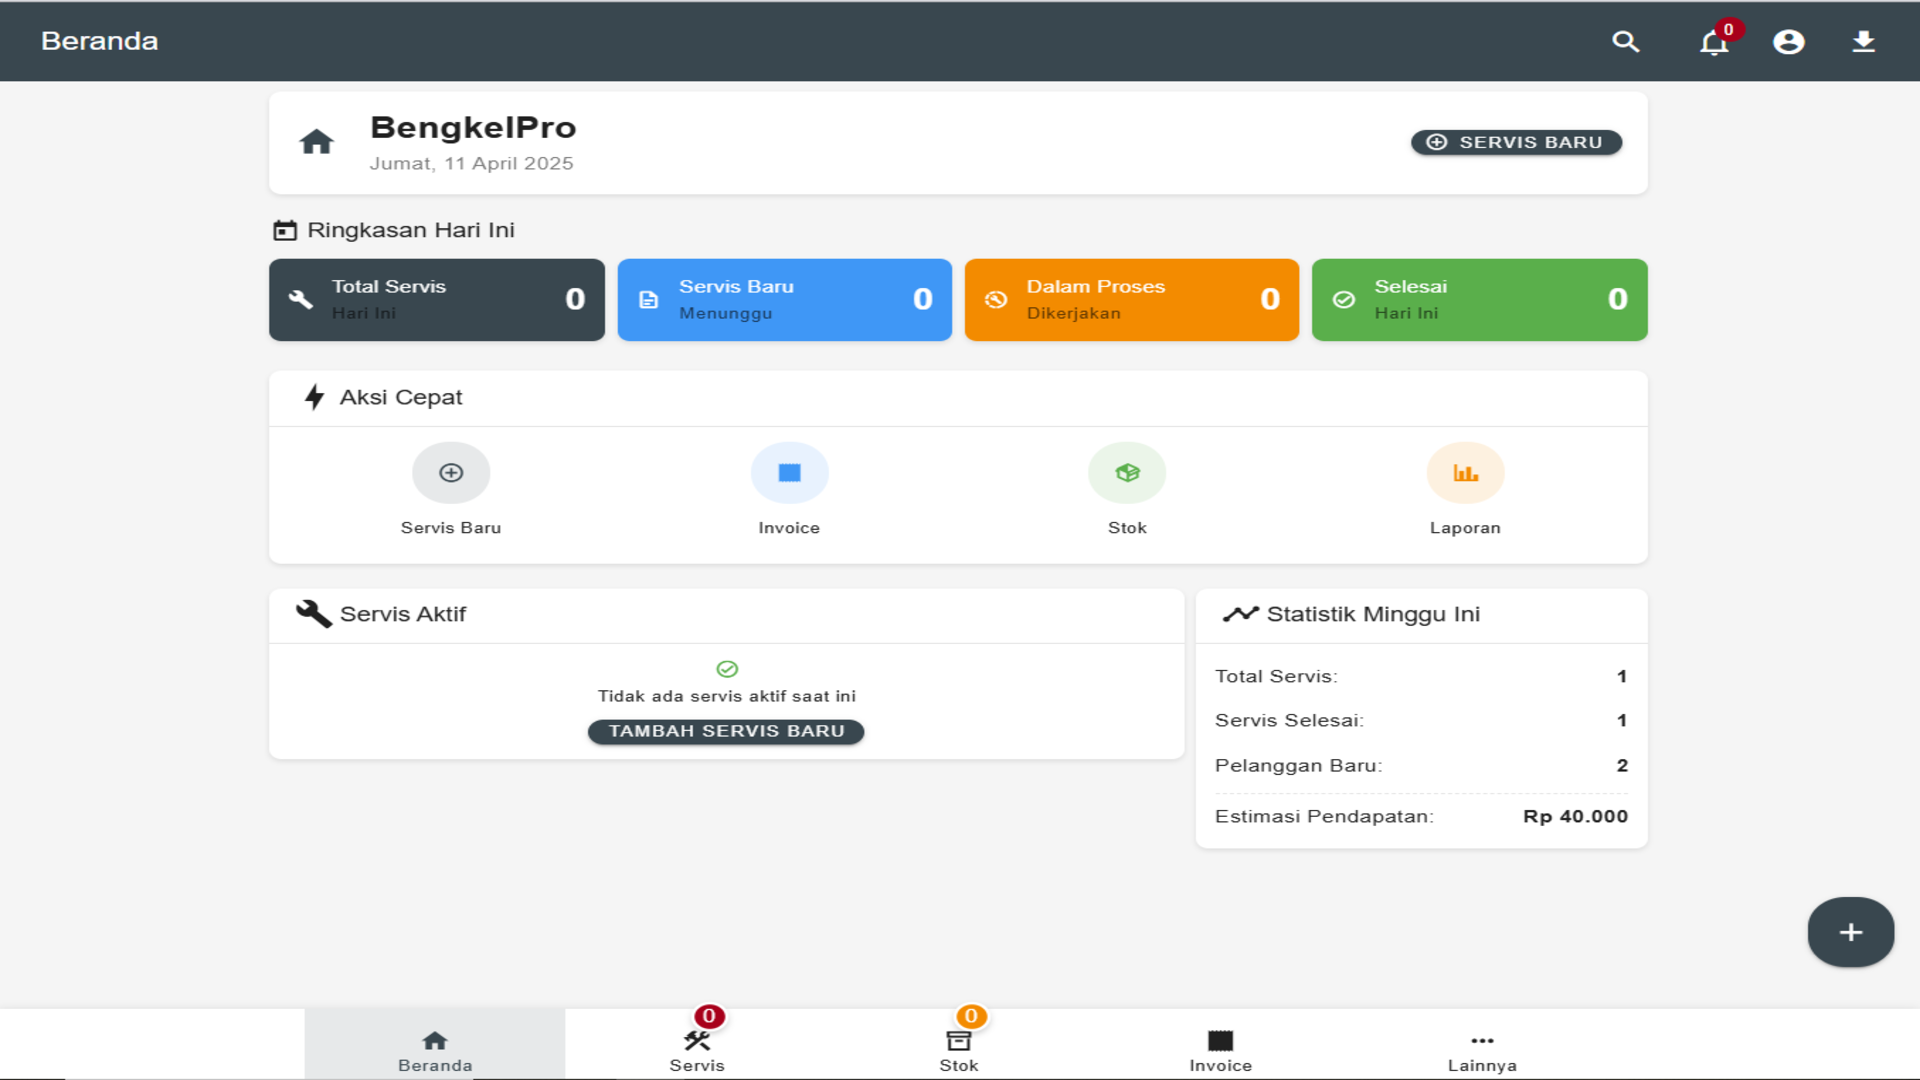 Beranda
0
BengkelPro
Jumat, 11 April 2025
SERVIS BARU
Ringkasan Hari Ini
Total Servis
Hari Ini
0
Servis Baru
Menunggu
0
Dalam Proses
Dikerjakan
0
Selesai
Hari Ini
0
Aksi Cepat
Servis Baru
Invoice
Stok
Laporan
Servis Aktif
Tidak ada servis aktif saat ini
TAMBAH SERVIS BARU
Statistik Minggu Ini
Total Servis: 1
Servis Selesai: 1
Pelanggan Baru: 2
Estimasi Pendapatan: Rp 40.000
Beranda
0
Servis
0
Stok
Invoice
Lainnya